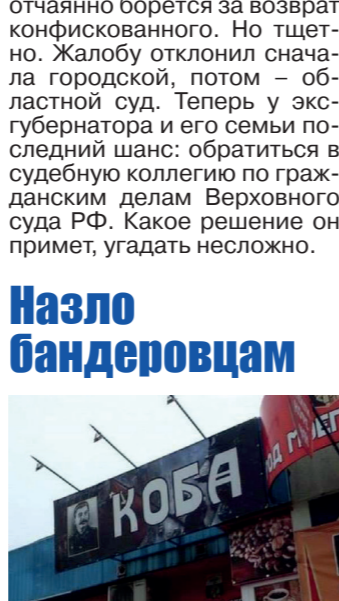 отчаянно борется за возврат
конфискованного. Но тщет-
но. Жалобу отклонил снача-
ла городской, потом – об-
ластной суд. Теперь у экс-
губернатора и его семьи по-
следний шанс: обратиться в
судебную коллегию по граж-
данским делам Верховного
суда РФ. Какое решение он
примет, угадать несложно.
Назло
бандеровцам
КОБА